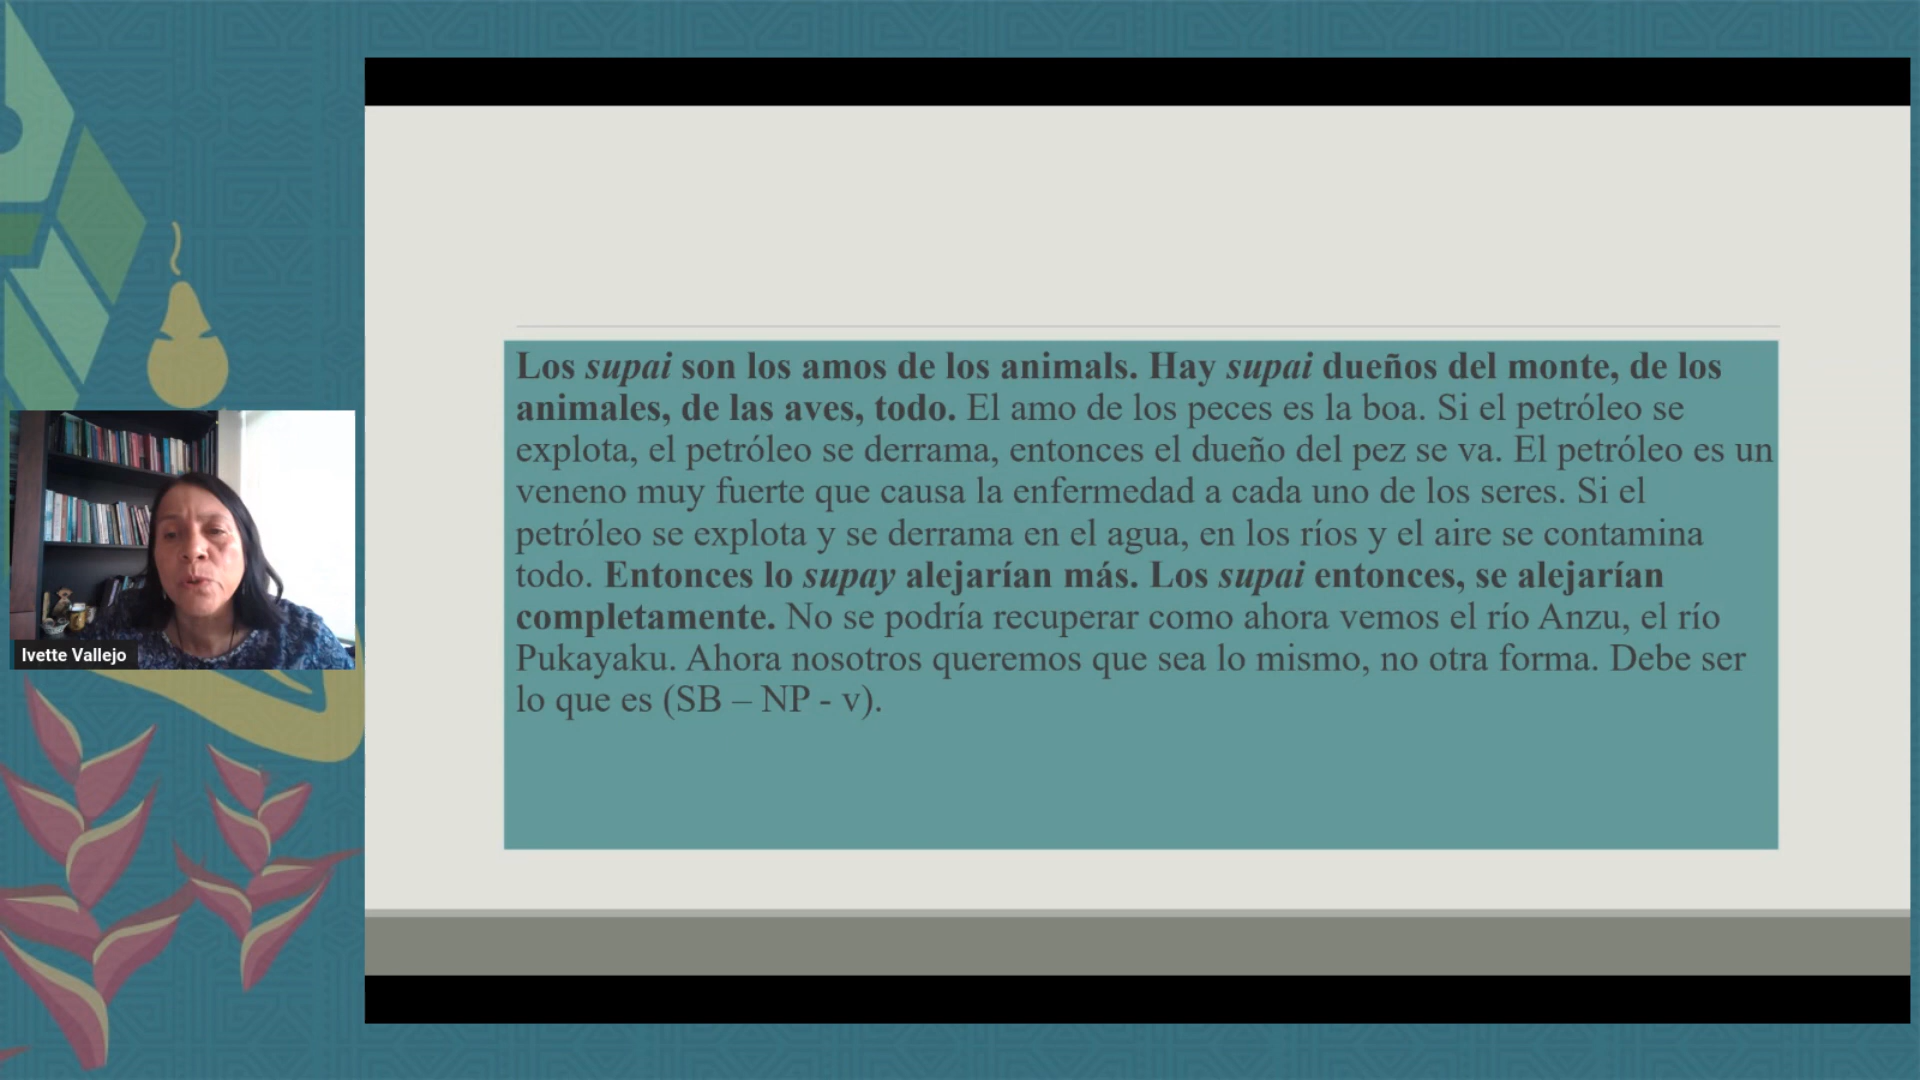 Los supai son los amos de los animals. Hay supai dueños del monte, de los
animales, de las aves, todo. El amo de los peces es la boa. Si el petróleo se
explota, el petróleo se derrama, entonces el dueño del pez se va. El petróleo es un
veneno muy fuerte que causa la enfermedad a cada uno de los seres. Si el
petróleo se explota y se derrama en el agua, en los ríos y el aire se contamina
todo. Entonces lo supay alejarían más. Los supai entonces, se alejarían
completamente. No se podría recuperar como ahora vemos el río Anzu, el río
Pukayaku. Ahora nosotros queremos que sea lo mismo, no otra forma. Debe ser
lo que es (SB – NP - v).
Ivette Vallejo